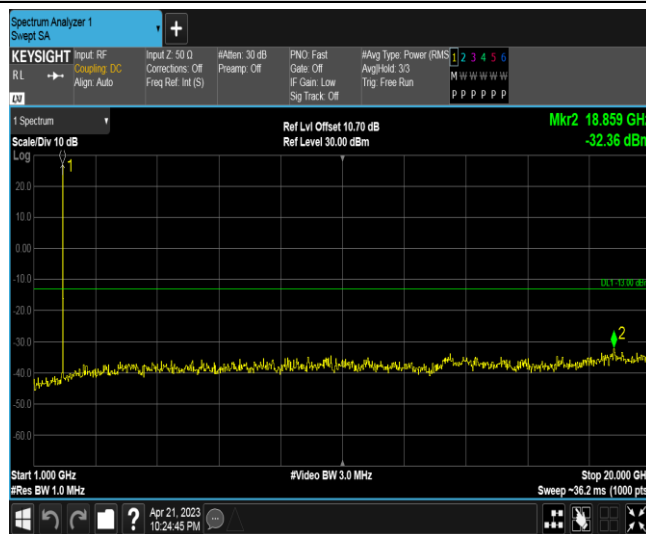 Spectrum Analyzer 1
Swept SA
KEYSIGHT
RL
LXI
Input: RF
Coupling: DC
Align: Auto
Input Z: 50 Ω
Corrections: Off
Freq Ref: Int (S)
#Atten: 30 dB
Preamp: Off
PNO: Fast
Gate: Off
IF Gain: Low
Sig Track: Off
#Avg Type: Power (RMS
Avg|Hold: 3/3
Trig: Free Run
1 2 3 4 5 6
M W W W W W
P P P P P P
1 Spectrum
Scale/Div 10 dB
Log
Ref Lvl Offset 10.70 dB
Ref Level 30.00 dBm
Mkr2 18.859 GHz
-32.36 dBm
1
20.0
10.0
0.00
-10.0
DL1 -13.00 dBm
-20.0
-30.0
2
-40.0
-50.0
-60.0
Start 1.000 GHz
#Res BW 1.0 MHz
#Video BW 3.0 MHz
Stop 20.000 GHz
Sweep ~36.2 ms (1000 pts
?
Apr 21, 2023
10:24:45 PM